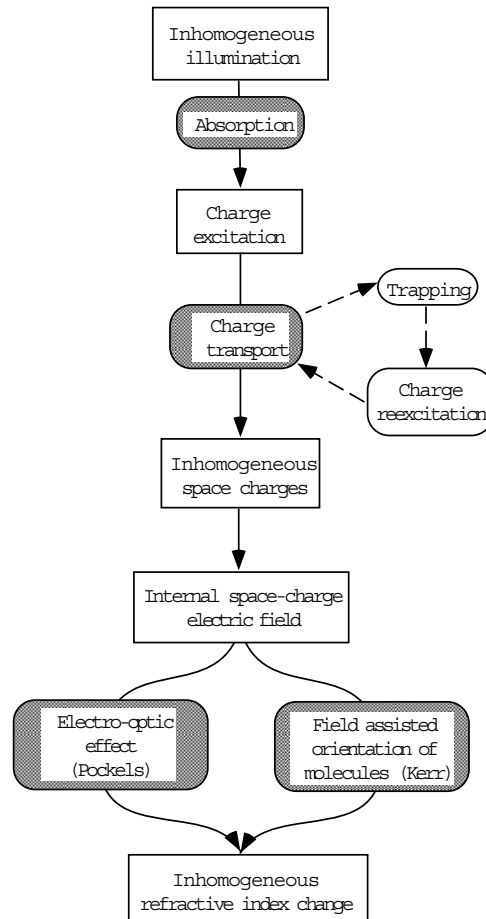 Inhomogeneous
illumination
Absorption
Charge
excitation
Charge
transport
Trapping
Charge
reexcitation
Inhomogeneous
space charges
Internal space-charge
electric field
Electro-optic
effect
(Pockels)
Field assisted
orientation of
molecules (Kerr)
Inhomogeneous
refractive index change